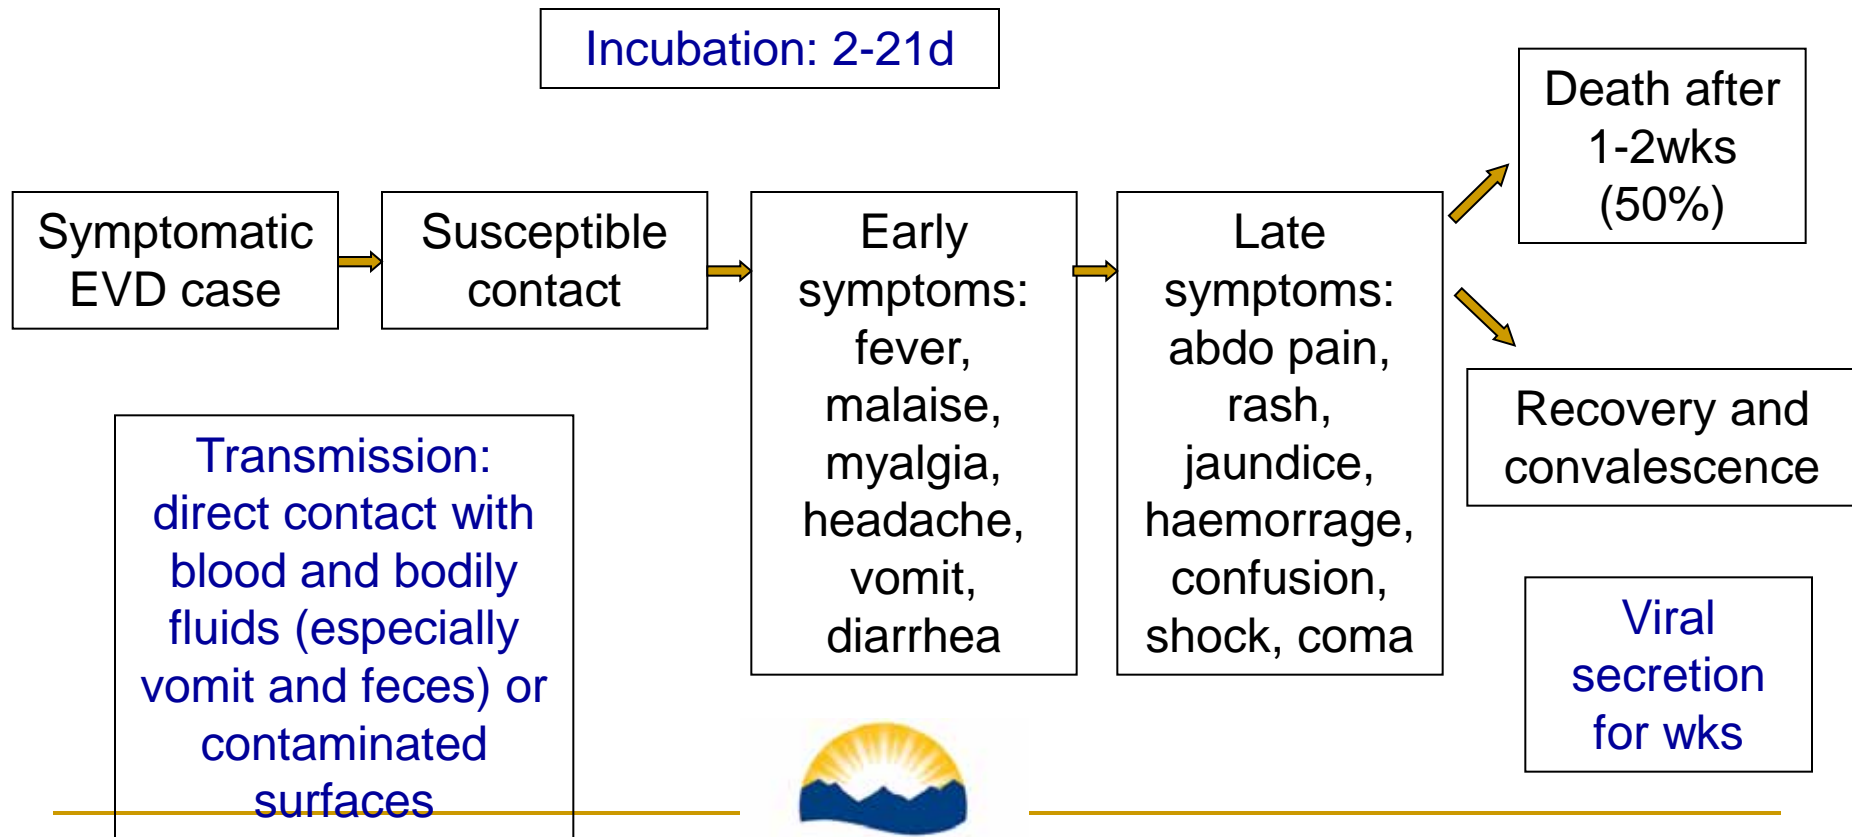 Incubation: 2-21d
Symptomatic
EVD case
Susceptible
contact
Early
symptoms:
fever,
malaise,
myalgia,
headache,
vomit,
diarrhea
Late
symptoms:
abdo pain,
rash,
jaundice,
haemorrage,
confusion,
shock, coma
Death after
1-2wks
(50%)
Recovery and
convalescence
Transmission:
direct contact with
blood and bodily
fluids (especially
vomit and feces) or
contaminated
surfaces
Viral
secretion
for wks